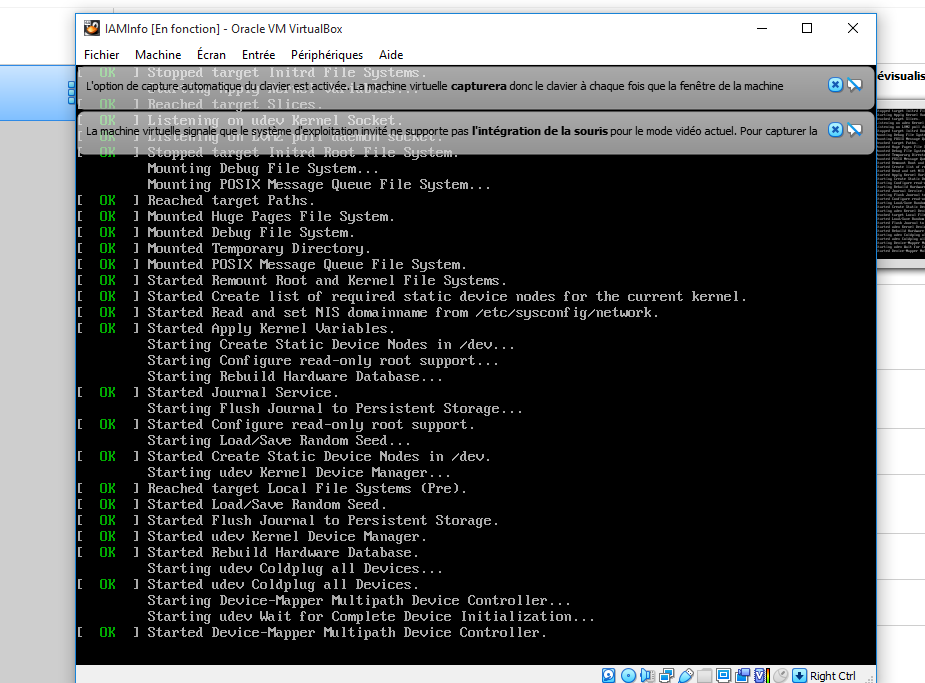 IAMInfo [En fonction] - Oracle VM VirtualBox
Fichier Machine Écran Entrée Périphériques Aide
[ OK ] Stopped target Initrd File Systems.
L'option de capture automatique du clavier est activée. La machine virtuelle capturera donc le clavier à chaque fois que la fenêtre de la machine
évisualis
[ OK ] Reached target Slices.
[ OK ] Listening on udev Kernel Socket.
La machine virtuelle signale que le système d'exploitation invité ne supporte pas l'intégration de la souris pour le mode vidéo actuel. Pour capturer la
[ OK ] Stopped target Initrd Root File System.
Mounting Debug File System...
Mounting POSIX Message Queue File System...
[ OK ] Reached target Paths.
[ OK ] Mounted Huge Pages File System.
[ OK ] Mounted Debug File System.
[ OK ] Mounted Temporary Directory.
[ OK ] Mounted POSIX Message Queue File System.
[ OK ] Started Remount Root and Kernel File Systems.
[ OK ] Started Create list of required static device nodes for the current kernel.
[ OK ] Started Read and set NIS domainname from /etc/sysconfig/network.
[ OK ] Started Apply Kernel Variables.
Starting Create Static Device Nodes in /dev...
Starting Configure read-only root support...
Starting Rebuild Hardware Database...
[ OK ] Started Journal Service.
Starting Flush Journal to Persistent Storage...
[ OK ] Started Configure read-only root support.
Starting Load/Save Random Seed...
[ OK ] Started Create Static Device Nodes in /dev.
Starting udev Kernel Device Manager...
[ OK ] Reached target Local File Systems (Pre).
[ OK ] Started Load/Save Random Seed.
[ OK ] Started Flush Journal to Persistent Storage.
[ OK ] Started udev Kernel Device Manager.
[ OK ] Started Rebuild Hardware Database.
Starting udev Coldplug all Devices...
[ OK ] Started udev Coldplug all Devices.
Starting Device-Mapper Multipath Device Controller...
Starting udev Wait for Complete Device Initialization...
[ OK ] Started Device-Mapper Multipath Device Controller.
Right Ctrl